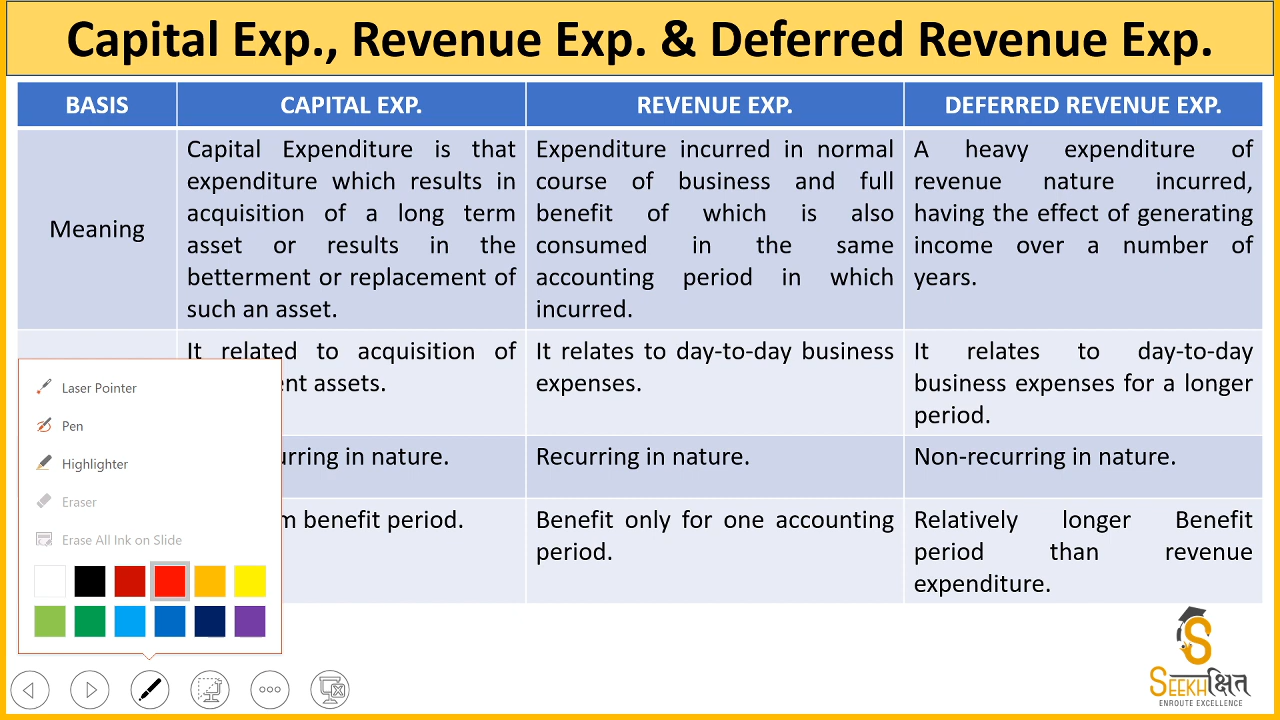 Capital Exp., Revenue Exp. & Deferred Revenue Exp.
BASIS
CAPITAL EXP.
REVENUE EXP.
DEFERRED REVENUE EXP.
Meaning
Capital Expenditure is that
expenditure which results in
acquisition of a long term
asset or results in the
betterment or replacement of
such an asset.
Expenditure incurred in normal
course of business and full
benefit of which is also
consumed in the same
accounting period in which
incurred.
A heavy expenditure of
revenue nature incurred,
having the effect of generating
income over a number of
years.
It related to acquisition of
assets.
It relates to day-to-day business
expenses.
It relates to day-to-day
business expenses for a longer
period.
in nature.
Recurring in nature.
Non-recurring in nature.
benefit period.
Benefit only for one accounting
period.
Relatively longer Benefit
period than revenue
expenditure.
Laser Pointer
Pen
Highlighter
Eraser
Erase All Ink on Slide
SEEKHक्षित
ENROUTE EXCELLENCE